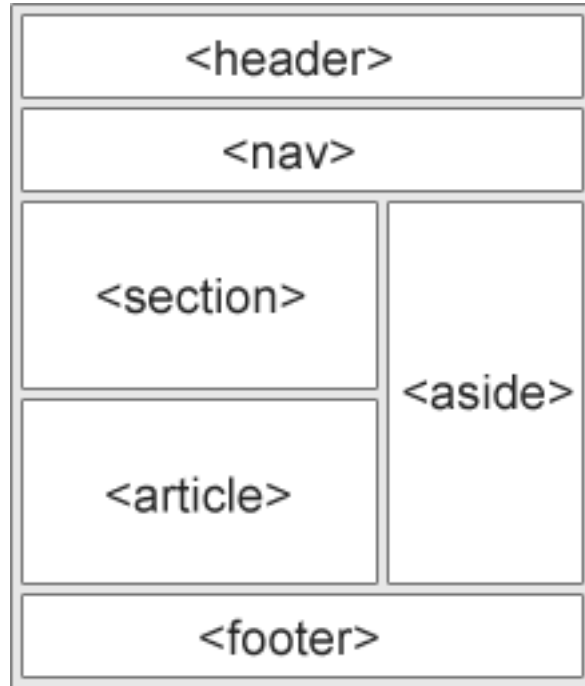 <header>
<nav>
<section>
<aside>
<article>
<footer>